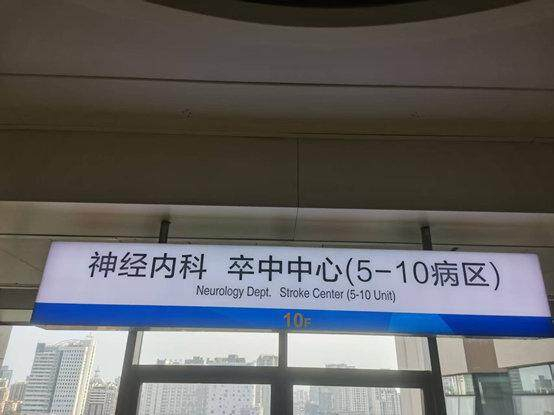 神经内科 卒中中心(5-10病区)
Neurology Dept. Stroke Center (5-10 Unit)
10F